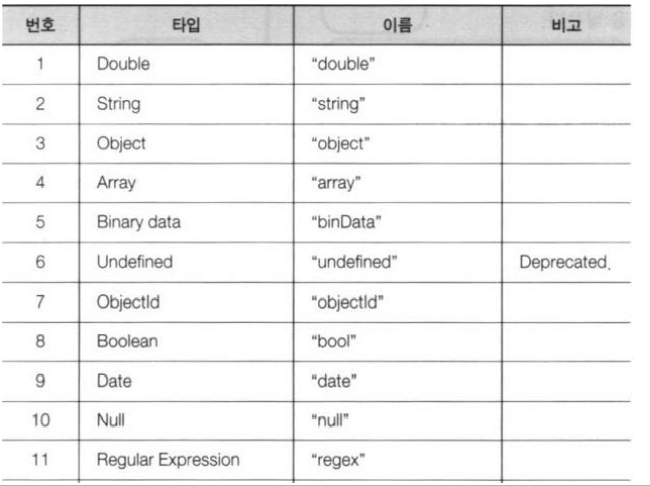 번호 타입 이름 비고
1 Double “double”
2 String “string”
3 Object “object”
4 Array “array”
5 Binary data “binData”
6 Undefined “undefined” Deprecated.
7 ObjectId “objectId”
8 Boolean “bool”
9 Date “date”
10 Null “null”
11 Regular Expression “regex”